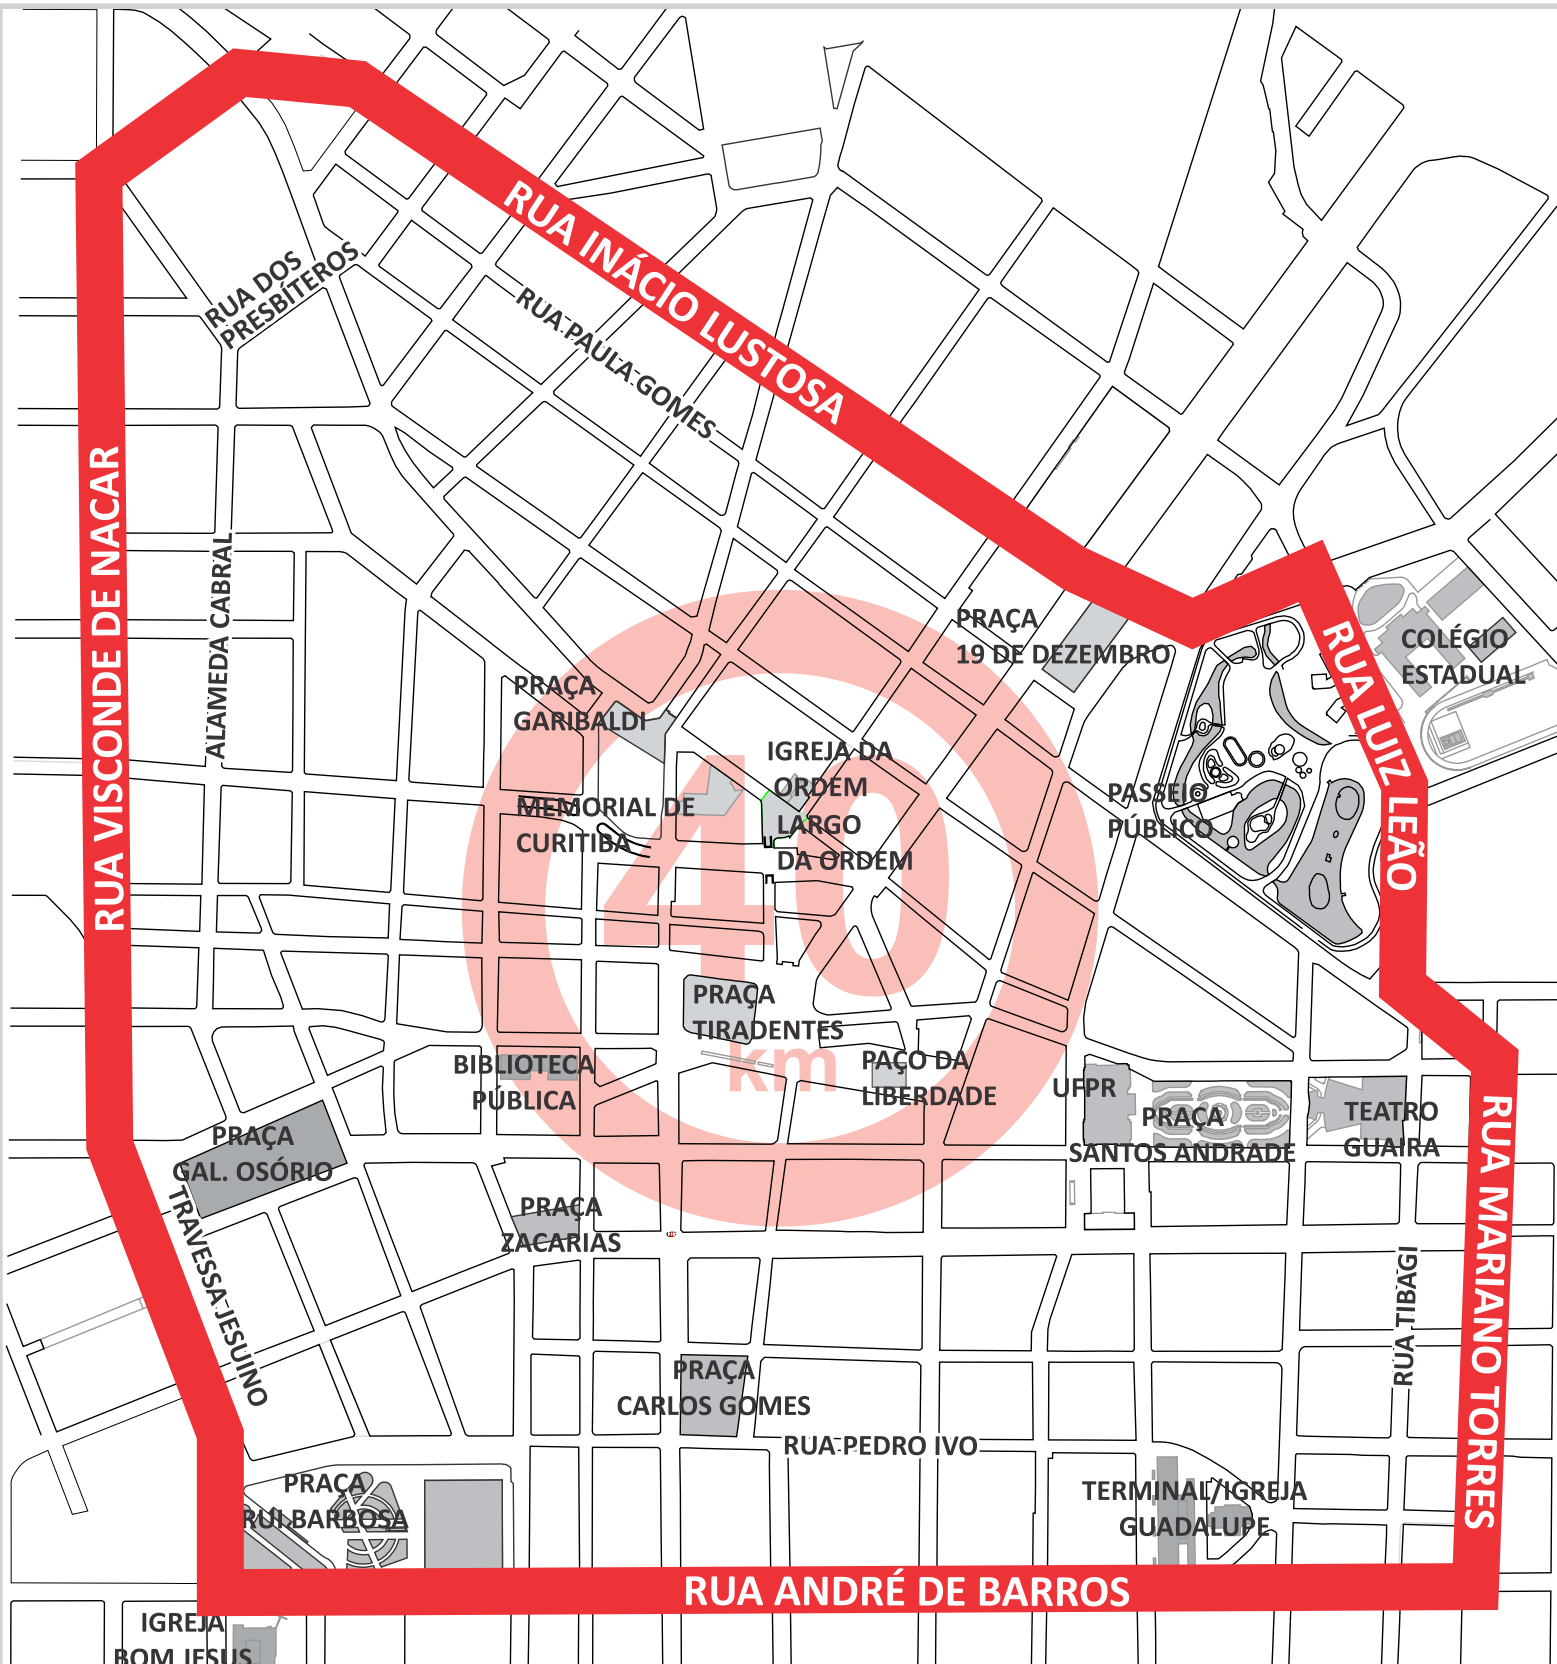 RUA INÁCIO LUSTOSA
RUA DOS
PRESBÍTEROS
RUA PAULA GOMES
RUA VISCONDE DE NACAR
ALAMEDA CABRAL
PRAÇA
19 DE DEZEMBRO
COLÉGIO
ESTADUAL
RUA LUIZ LEÃO
PRAÇA
GARIBALDI
IGREJA DA
ORDEM
MEMORIAL DE
CURITIBA
LARGO
DA ORDEM
PASSEIO
PÚBLICO
40
km
PRAÇA
TIRADENTES
BIBLIOTECA
PÚBLICA
PAÇO DA
LIBERDADE
UFPR
PRAÇA
SANTOS ANDRADE
TEATRO
GUAIRA
PRAÇA
GAL. OSÓRIO
TRAVESSA JESUINO
PRAÇA
ZACARIAS
RUA MARIANO TORRES
RUA TIBAGI
PRAÇA
CARLOS GOMES
RUA PEDRO IVO
PRAÇA
RUI BARBOSA
TERMINAL/IGREJA
GUADALUPE
RUA ANDRÉ DE BARROS
IGREJA
BOM JESUS